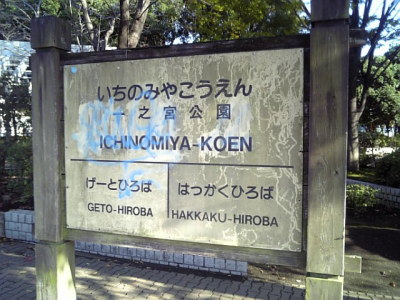 いちのみやこうえん
一之宮公園
ICHINOMIYA-KOEN
げーとひろば
GETO-HIROBA
はっかくひろば
HAKKAKU-HIROBA